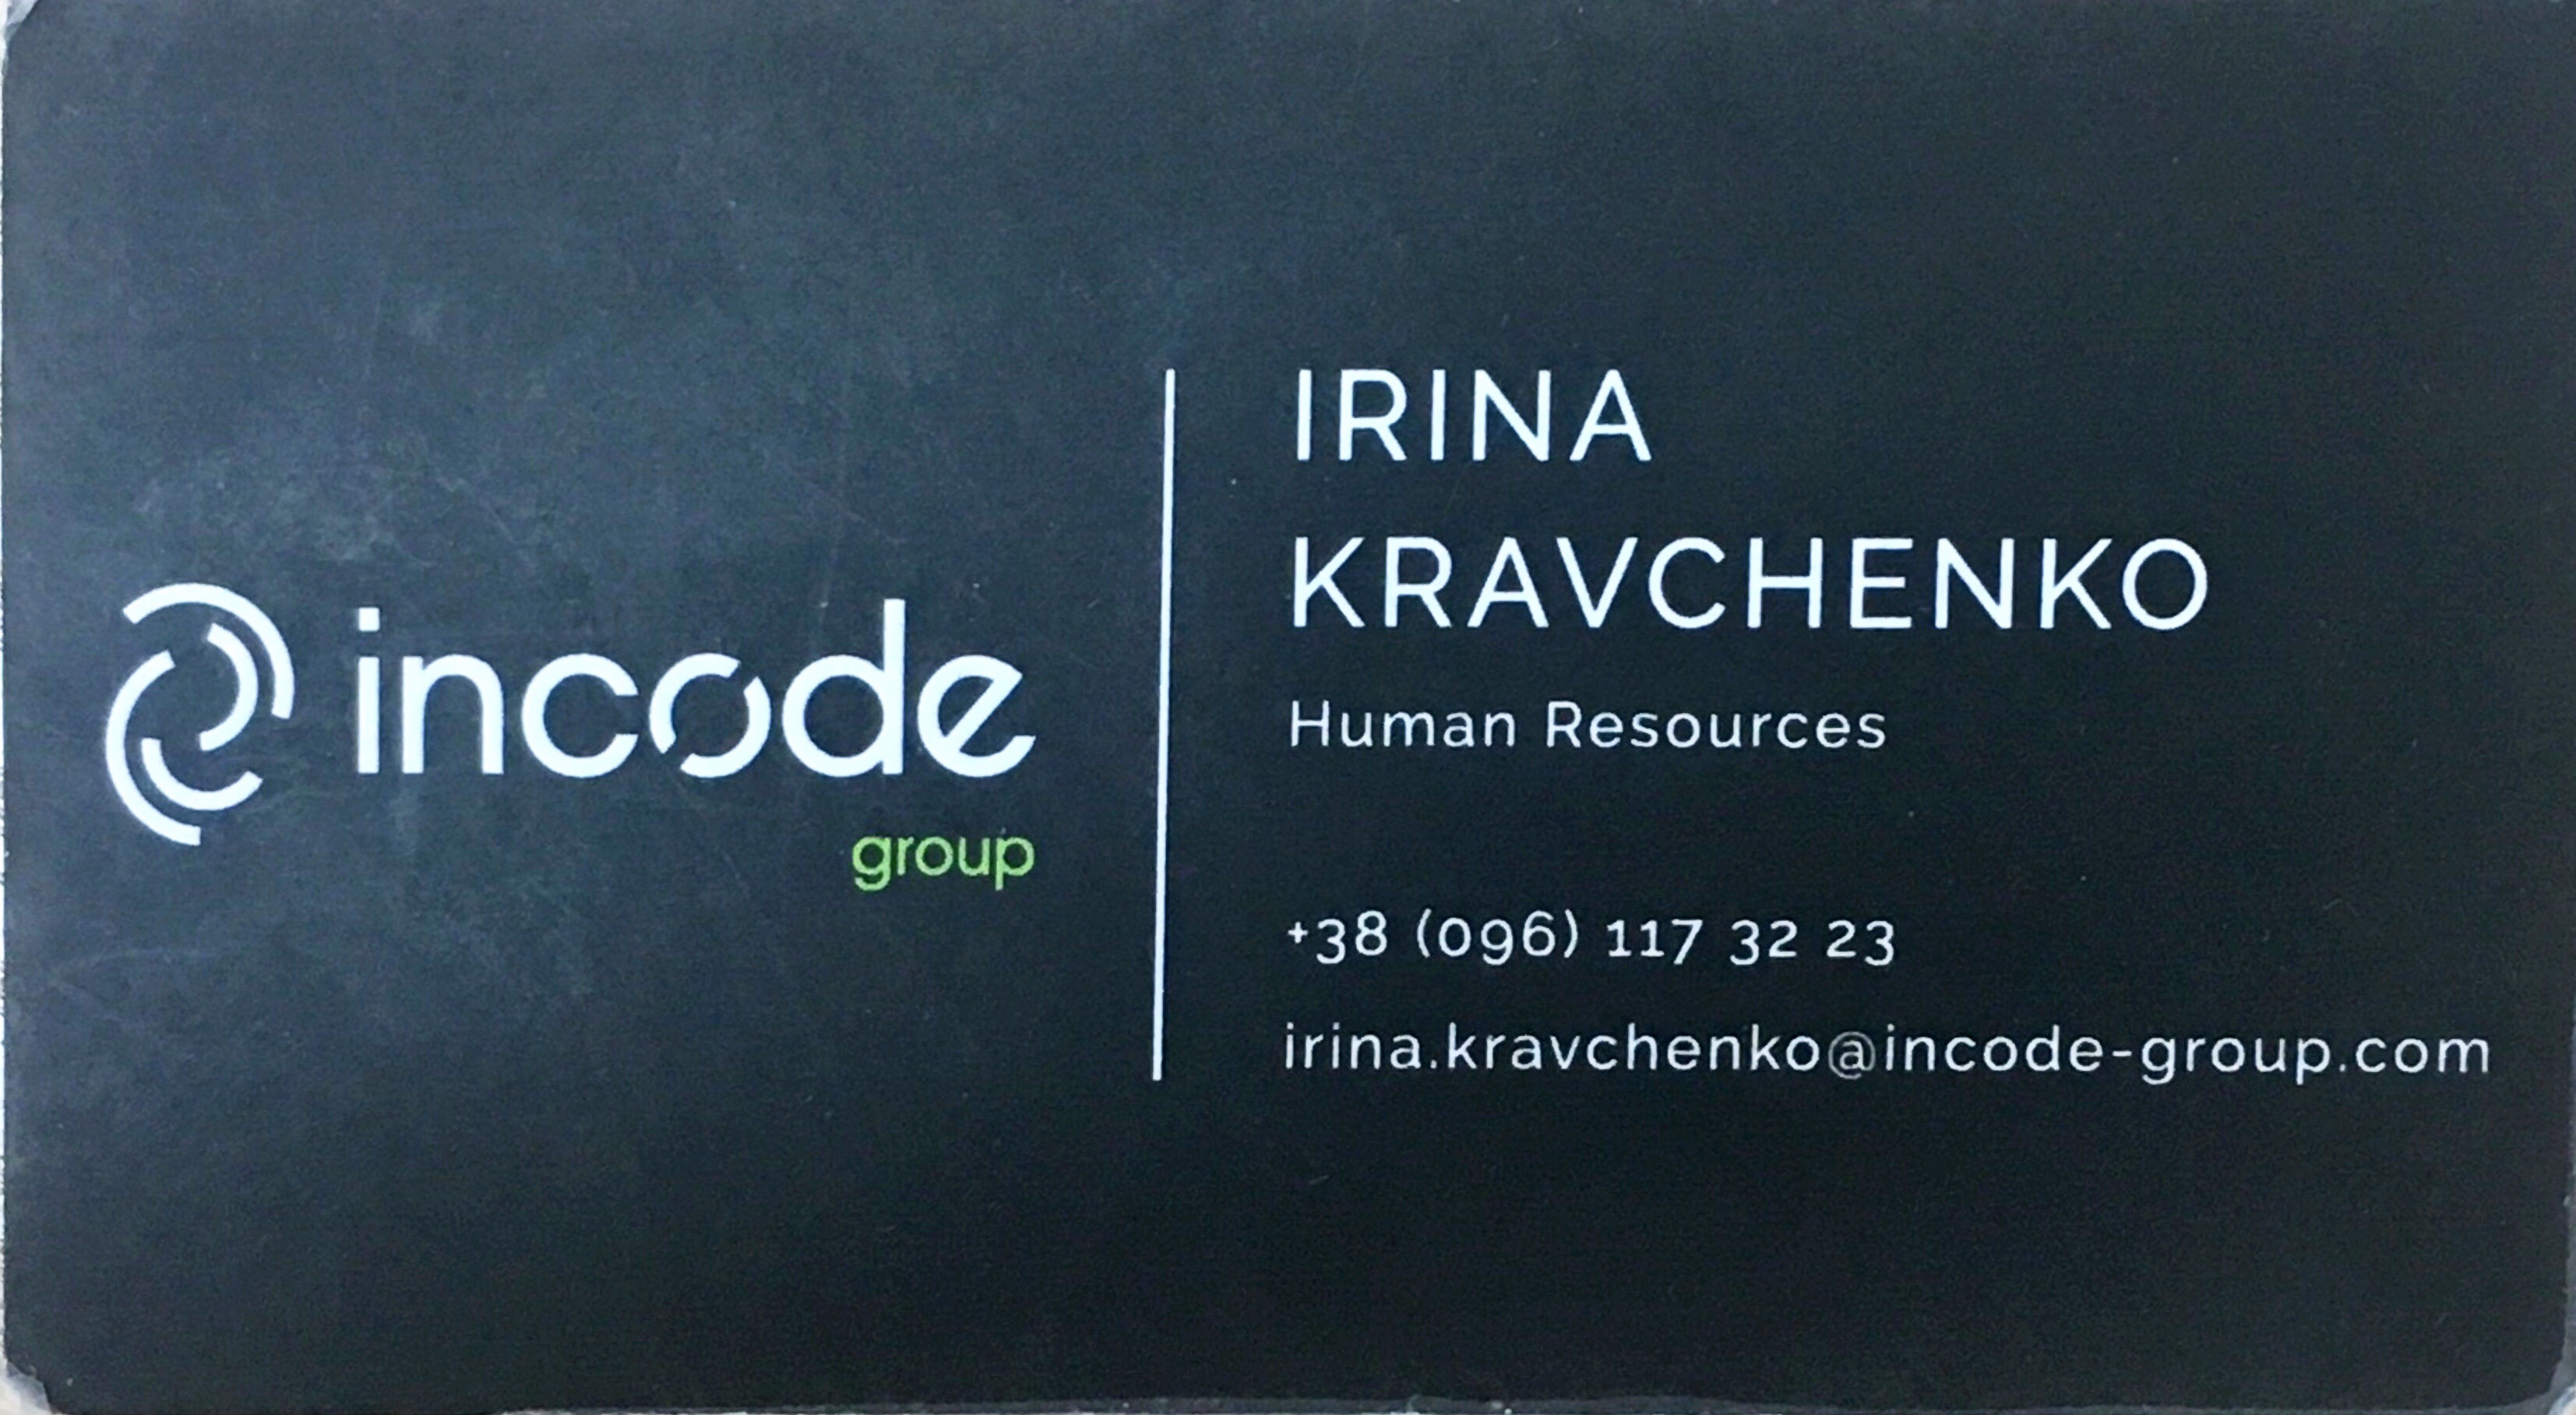 incode
group
IRINA
KRAVCHENKO
Human Resources
+38 (096) 117 32 23
irina.kravchenko@incode-group.com